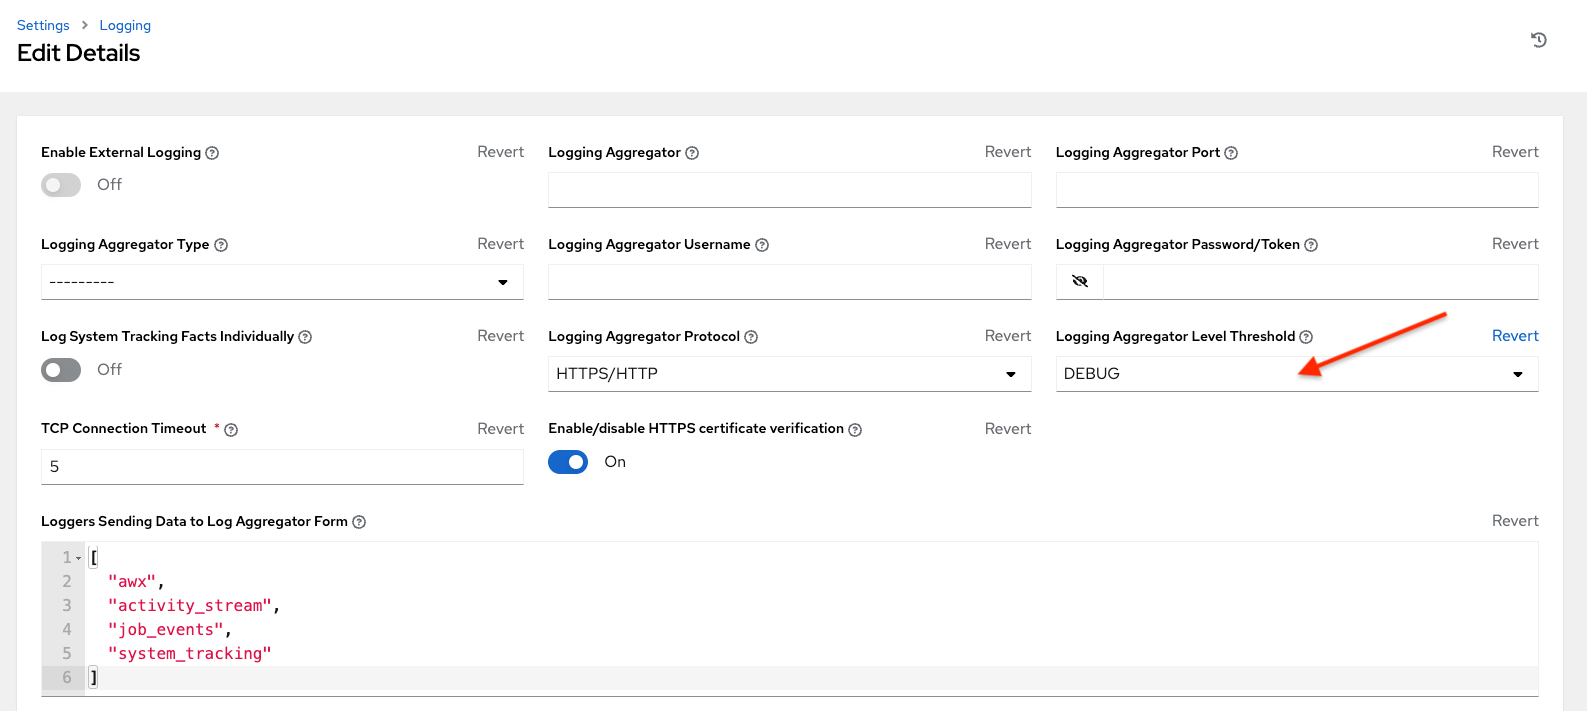 Settings > Logging
Edit Details
Enable External Logging Revert
Off
Logging Aggregator Revert
Logging Aggregator Port Revert
Logging Aggregator Type Revert
---------
Logging Aggregator Username Revert
Logging Aggregator Password/Token Revert
Log System Tracking Facts Individually Revert
Off
Logging Aggregator Protocol Revert
HTTPS/HTTP
Logging Aggregator Level Threshold Revert
DEBUG
TCP Connection Timeout * Revert
5
Enable/disable HTTPS certificate verification Revert
On
Loggers Sending Data to Log Aggregator Form Revert
1 [
2 "awx",
3 "activity_stream",
4 "job_events",
5 "system_tracking"
6 ]